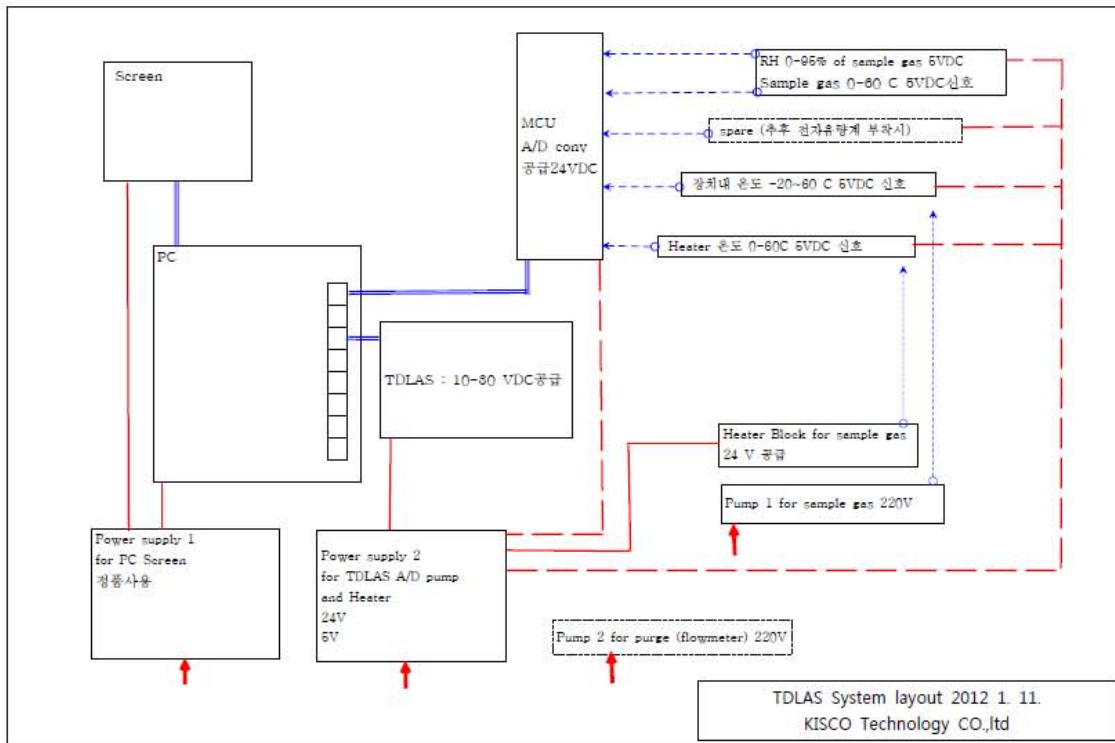 Screen
MCU
A/D conv
공급24VDC
RH 0-95% of sample gas 5VDC
Sample gas 0-60 C 5VDC신호
spare (추후 전자유량계 부착시)
장치내 온도 -20~60 C 5VDC 신호
Heater 온도 0-60C 5VDC 신호
PC
TDLAS : 10-30 VDC공급
Heater Block for sample gas
24 V 공급
Pump 1 for sample gas 220V
Power supply 1
for PC Screen
정품사용
Power supply 2
for TDLAS A/D pump
and Heater
24V
5V
Pump 2 for purge (flowmeter) 220V
TDLAS System layout 2012 1. 11.
KISCO Technology CO.,ltd